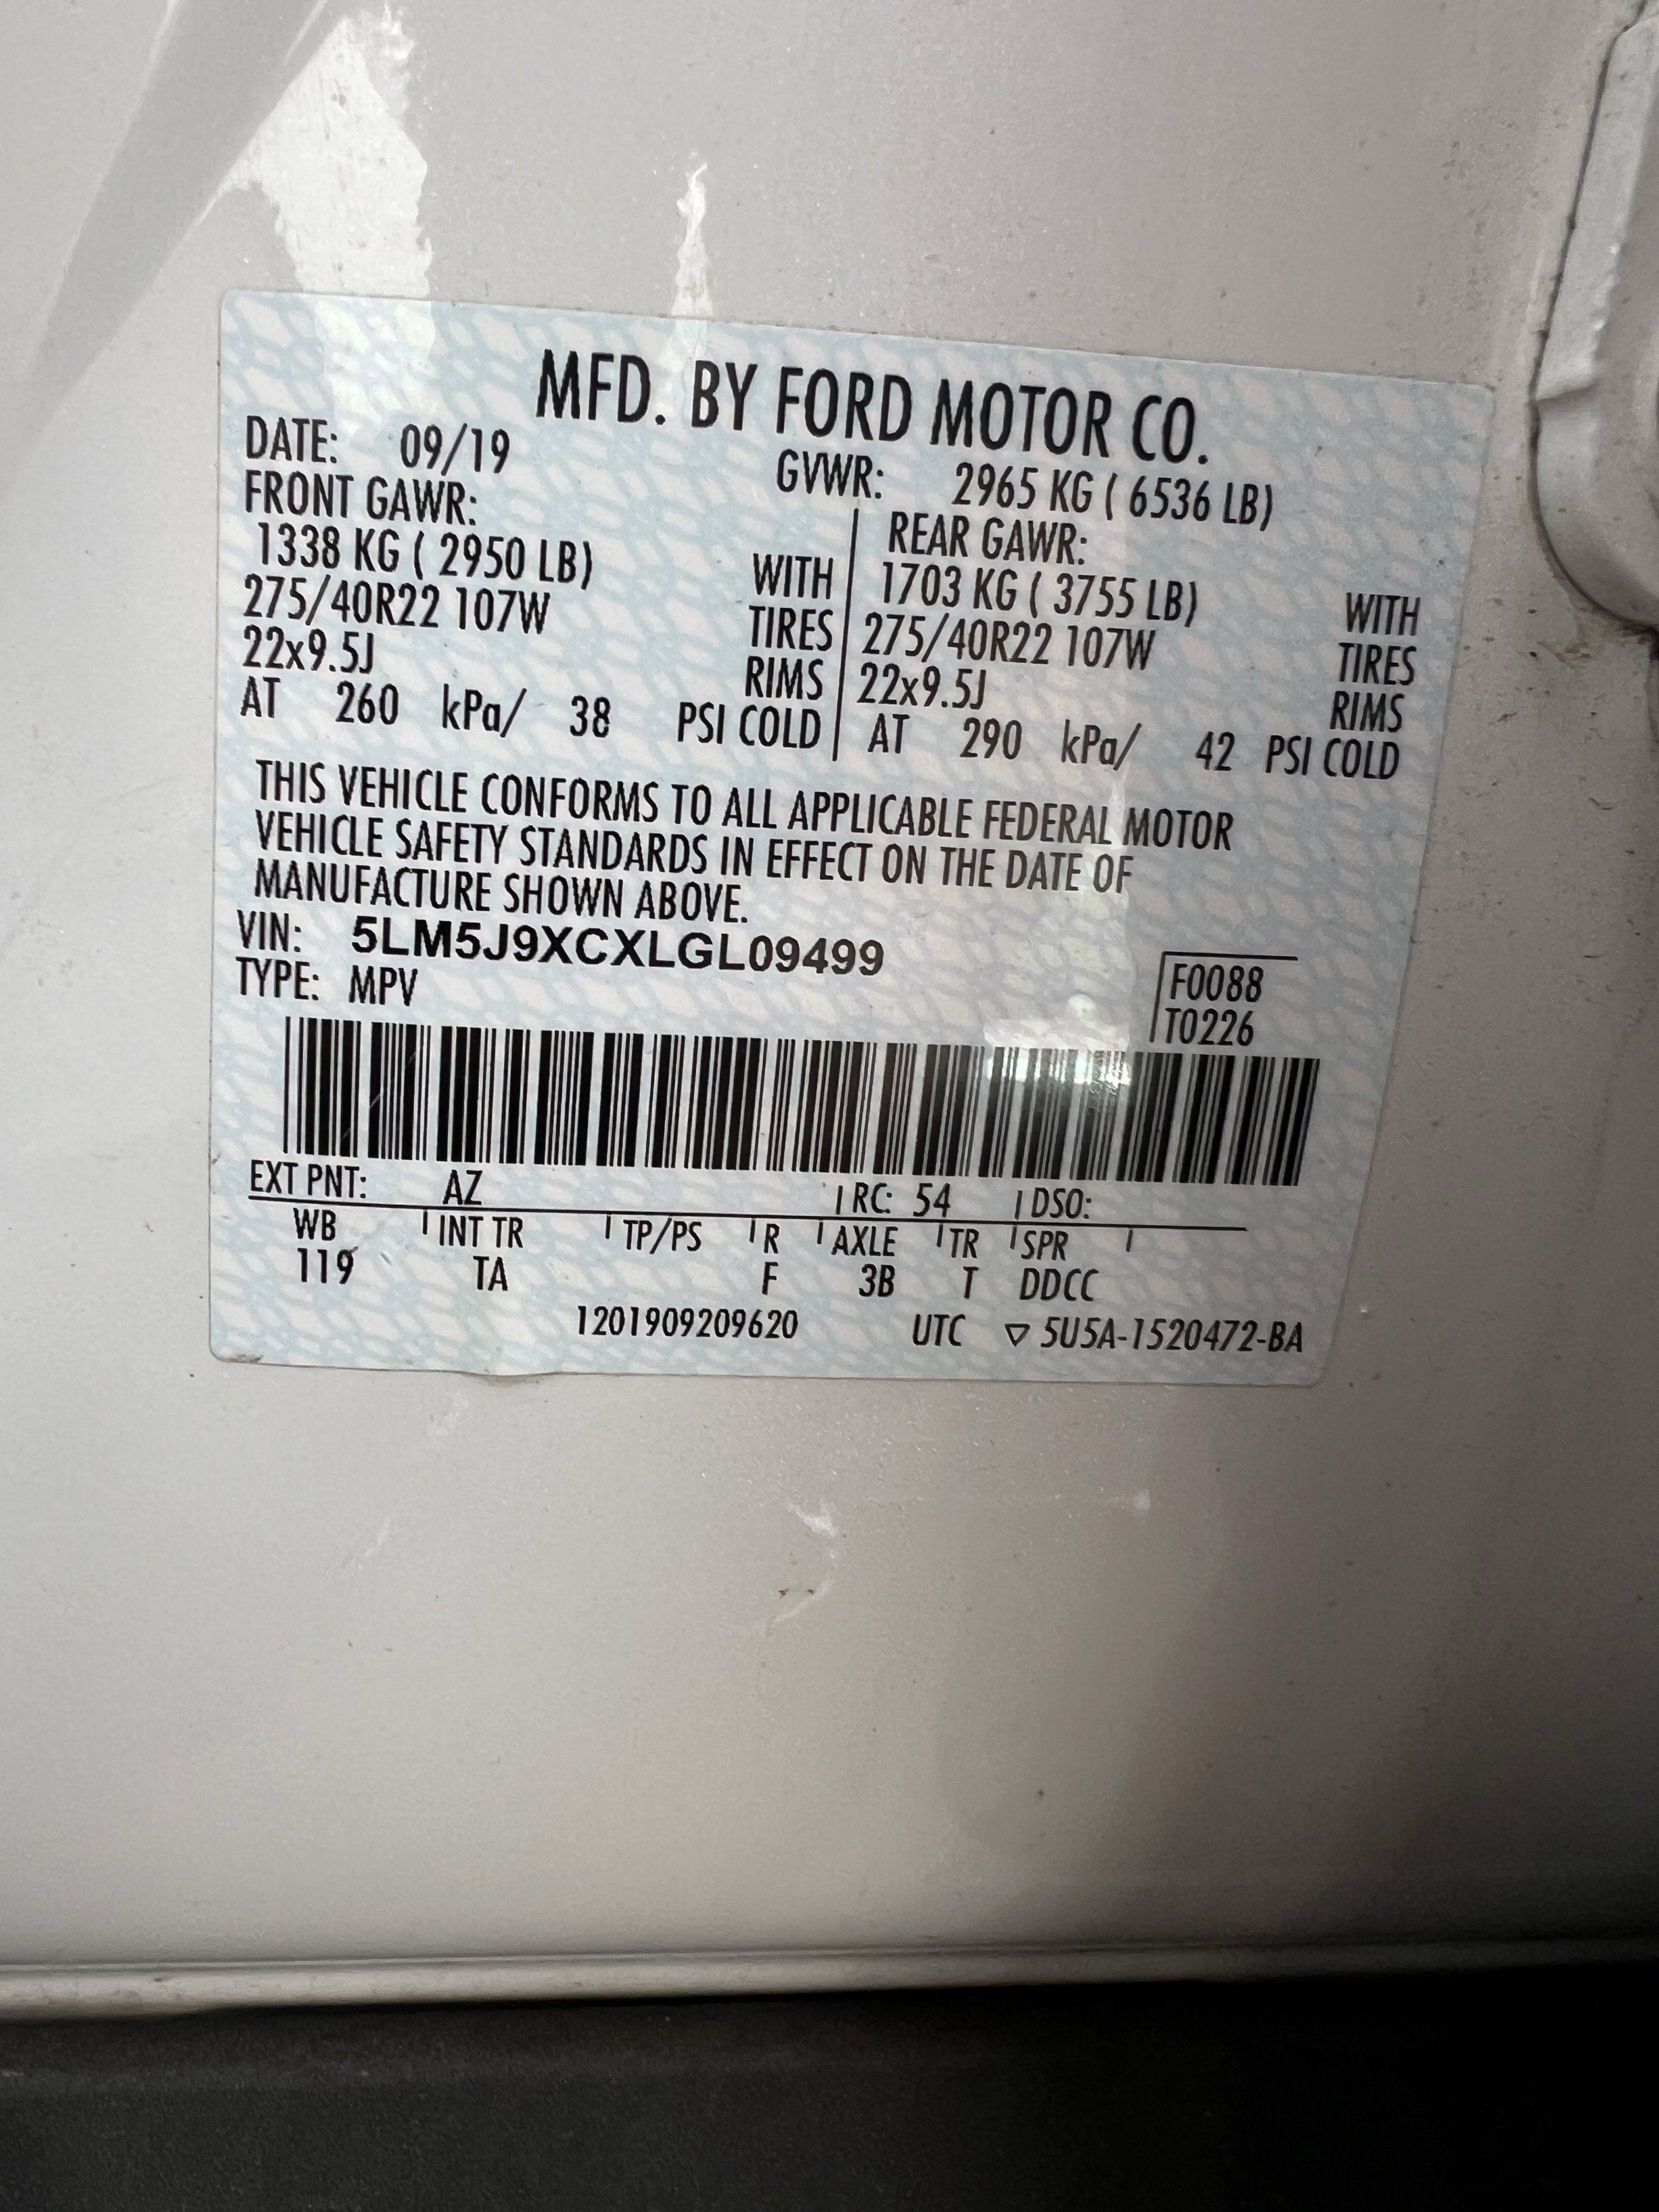 MFD. BY FORD MOTOR CO.
DATE: 09/19 GVWR: 2965 KG ( 6536 LB)
FRONT GAWR: REAR GAWR:
1338 KG ( 2950 LB) WITH 1703 KG ( 3755 LB) WITH
275/40R22 107W TIRES 275/40R22 107W TIRES
22x9.5J RIMS 22x9.5J RIMS
AT 260 kPa/ 38 PSI COLD AT 290 kPa/ 42 PSI COLD
THIS VEHICLE CONFORMS TO ALL APPLICABLE FEDERAL MOTOR
VEHICLE SAFETY STANDARDS IN EFFECT ON THE DATE OF
MANUFACTURE SHOWN ABOVE.
VIN: 5LM5J9XCXLGL09499
TYPE: MPV
F0088
T0226
EXT PNT: AZ RC: 54 DSO:
WB INT TR TP/PS R AXLE TR SPR
119 TA F 3B T DDCC
1201909209620 UTC ▽ 5U5A-1520472-BA